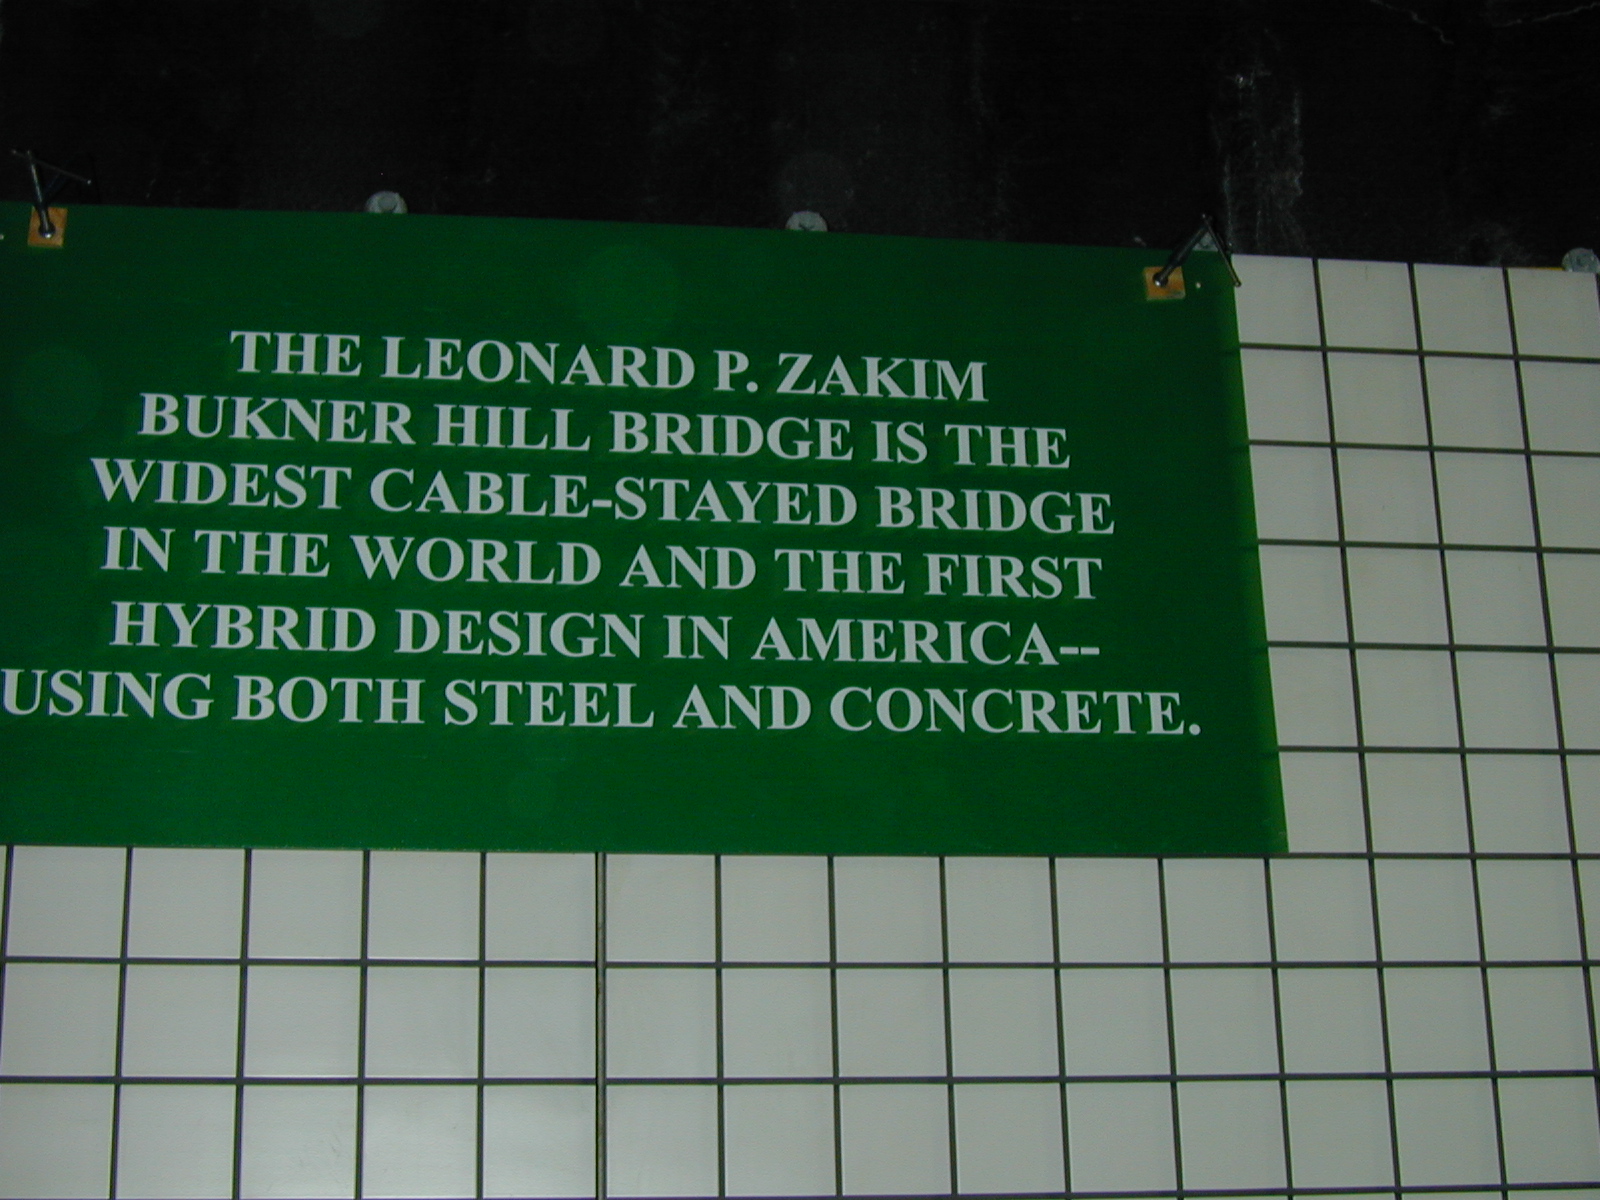 THE LEONARD P. ZAKIM
BUKNER HILL BRIDGE IS THE
WIDEST CABLE-STAYED BRIDGE
IN THE WORLD AND THE FIRST
HYBRID DESIGN IN AMERICA--
USING BOTH STEEL AND CONCRETE.